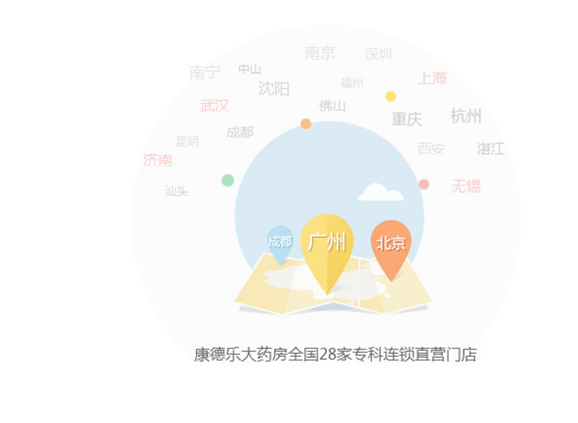 南京
深圳
南宁
中山
上海
沈阳
福州
武汉
佛山
重庆
杭州
成都
昆明
西安
湛江
济南
汕头
无锡
成都
广州
北京
康德乐大药房全国28家专科连锁直营门店